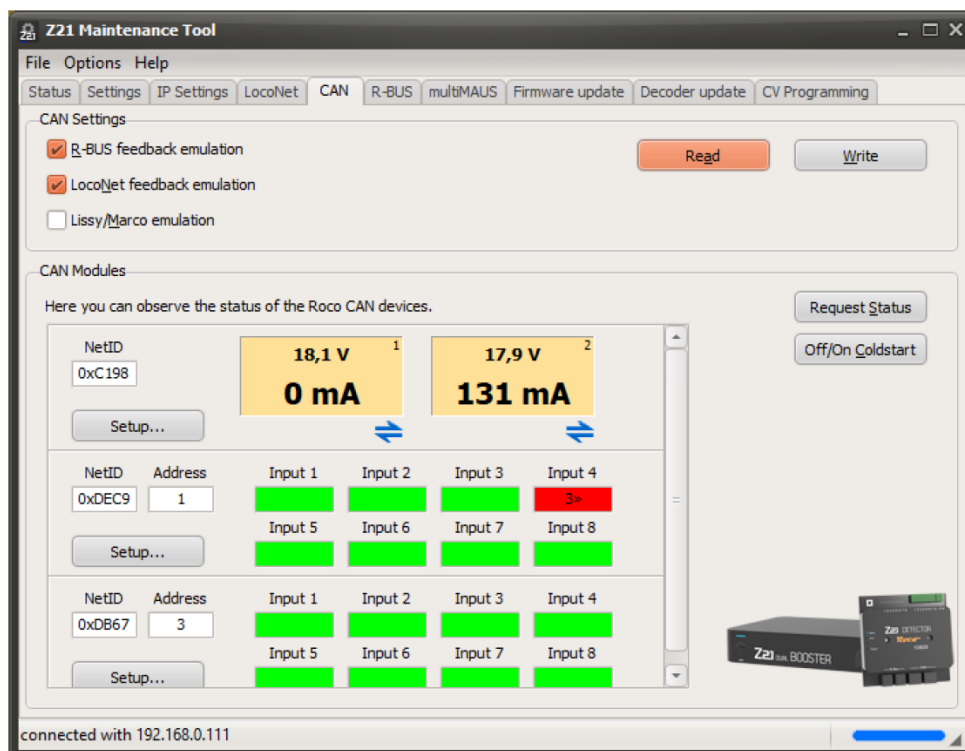 Z21 Maintenance Tool
File Options Help
Status Settings IP Settings LocoNet CAN R-BUS multiMAUS Firmware update Decoder update CV Programming
CAN Settings
R-BUS feedback emulation
Read Write
LocoNet feedback emulation
Lissy/Marco emulation
CAN Modules
Here you can observe the status of the Roco CAN devices.
Request Status
Off/On Coldstart
NetID
0xC198
Setup...
18,1 V 1
0 mA
17,9 V 2
131 mA
NetID Address Input 1 Input 2 Input 3 Input 4
0xDEC9 1 3»
Input 5 Input 6 Input 7 Input 8
Setup...
NetID Address Input 1 Input 2 Input 3 Input 4
0xDB67 3
Input 5 Input 6 Input 7 Input 8
Setup...
Z21 DUAL BOOSTER
Z21 DETECTOR
Roco
connected with 192.168.0.111